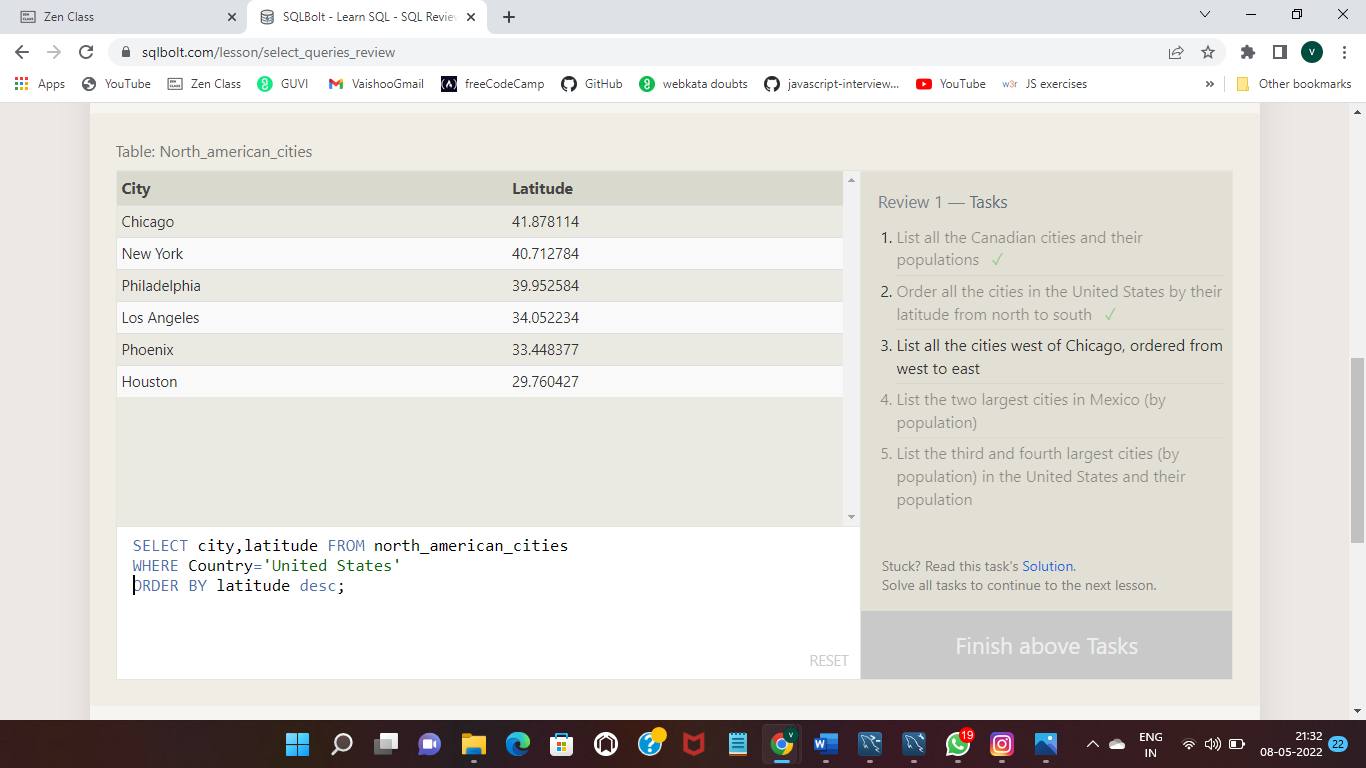 Zen Class
SQLBolt - Learn SQL - SQL Review
sqlbolt.com/lesson/select_queries_review
V
Apps YouTube Zen Class GUVI VaishooGmail freeCodeCamp GitHub webkata doubts javascript-interview... YouTube w3r JS exercises » Other bookmarks
Table: North_american_cities
City Latitude
Chicago 41.878114
New York 40.712784
Philadelphia 39.952584
Los Angeles 34.052234
Phoenix 33.448377
Houston 29.760427
SELECT city,latitude FROM north_american_cities
WHERE Country='United States'
ORDER BY latitude desc;
RESET
Review 1 — Tasks
1. List all the Canadian cities and their
populations ✓
2. Order all the cities in the United States by their
latitude from north to south ✓
3. List all the cities west of Chicago, ordered from
west to east
4. List the two largest cities in Mexico (by
population)
5. List the third and fourth largest cities (by
population) in the United States and their
population
Stuck? Read this task's Solution.
Solve all tasks to continue to the next lesson.
Finish above Tasks
V
19
ENG
IN
21:32
08-05-2022
22